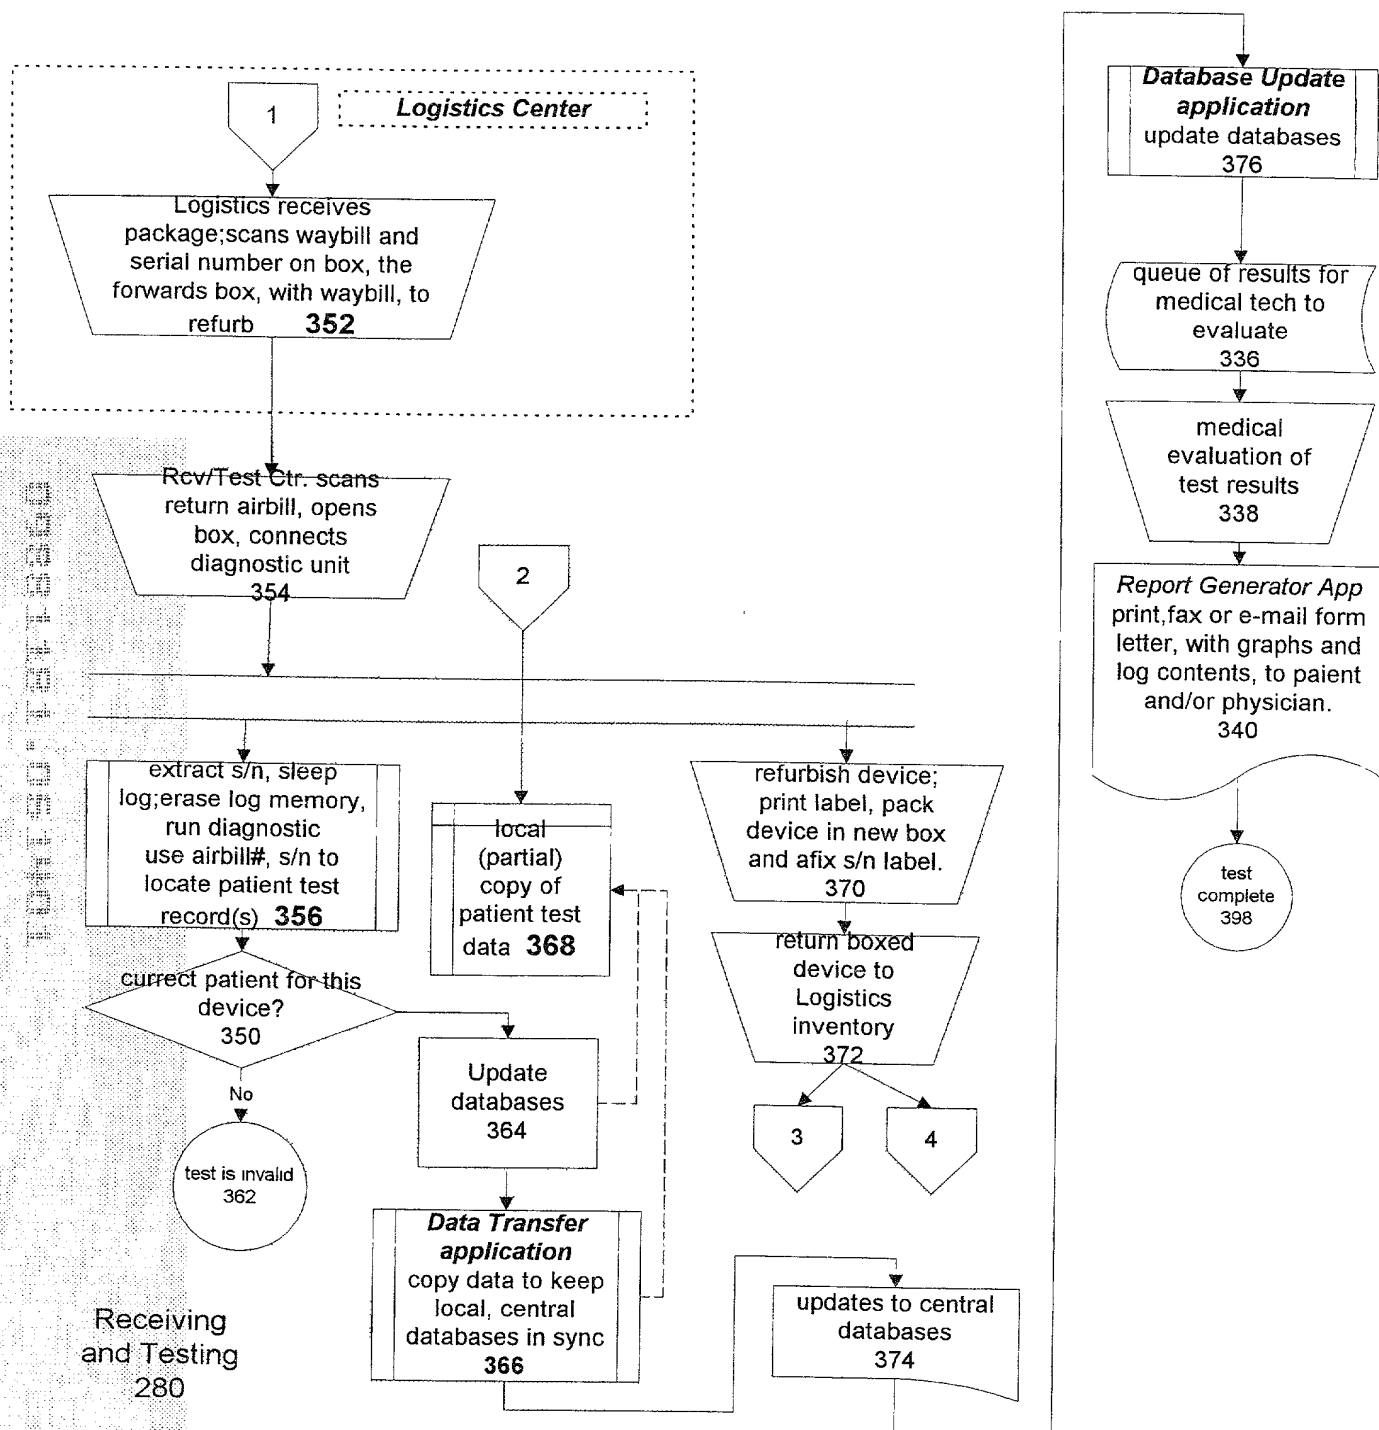 1
Logistics Center
Logistics receives
package;scans waybill and
serial number on box, the
forwards box, with waybill, to
refurb 352
Rcv/Test Ctr. scans
return airbill, opens
box, connects
diagnostic unit
354
2
extract s/n, sleep
log;erase log memory,
run diagnostic
use airbill#, s/n to
locate patient test
record(s) 356
local
(partial)
copy of
patient test
data 368
refurbish device;
print label, pack
device in new box
and afix s/n label.
370
currect patient for this
device?
350
No
test is invalid
362
Update
databases
364
return boxed
device to
Logistics
inventory
372
3
4
Data Transfer
application
copy data to keep
local, central
databases in sync
366
updates to central
databases
374
Receiving
and Testing
280
Database Update
application
update databases
376
queue of results for
medical tech to
evaluate
336
medical
evaluation of
test results
338
Report Generator App
print,fax or e-mail form
letter, with graphs and
log contents, to paient
and/or physician.
340
test
complete
398